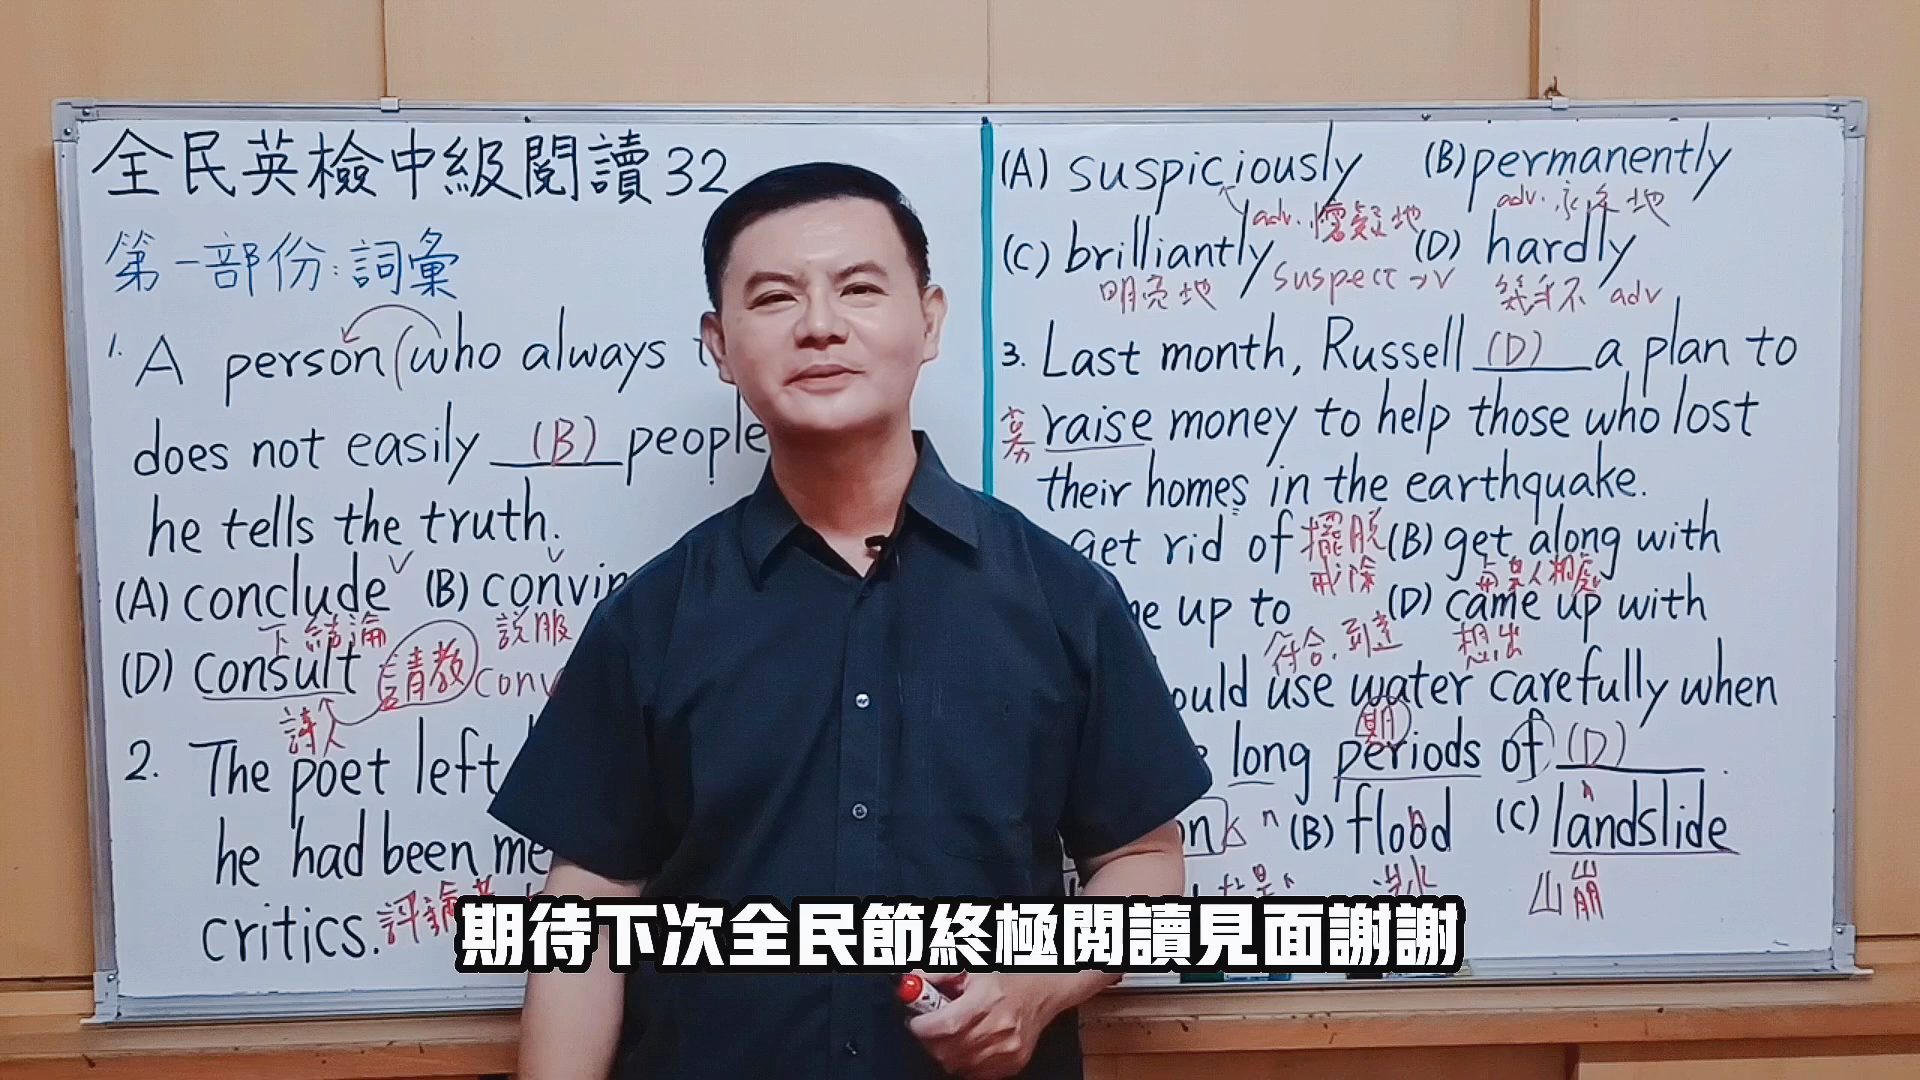 全民英檢中級閱讀32
第一部份:詞彙
1. A person (who always
does not easily (B) people
he tells the truth.
(A) conclude (B) convin
下結論 說服
(D) consult 請教 conv
詩人
2. The poet left
he had been me
critics. 評論
(A) suspiciously (B) permanently
adv. 懷疑地 adv. 永久地
(C) brilliantly (D) hardly
明亮地 suspect → v 幾乎不 adv
3. Last month, Russell (D) a plan to
募 raise money to help those who lost
their homes in the earthquake.
get rid of 擺脫 (B) get along with
戒除 與某人相處
me up to (D) came up with
符合.到達 想出
ould use water carefully when
期
long periods of (D).
on n (B) flood (C) landslide
洪水 山崩
期待下次全民節終極閱讀見面謝謝